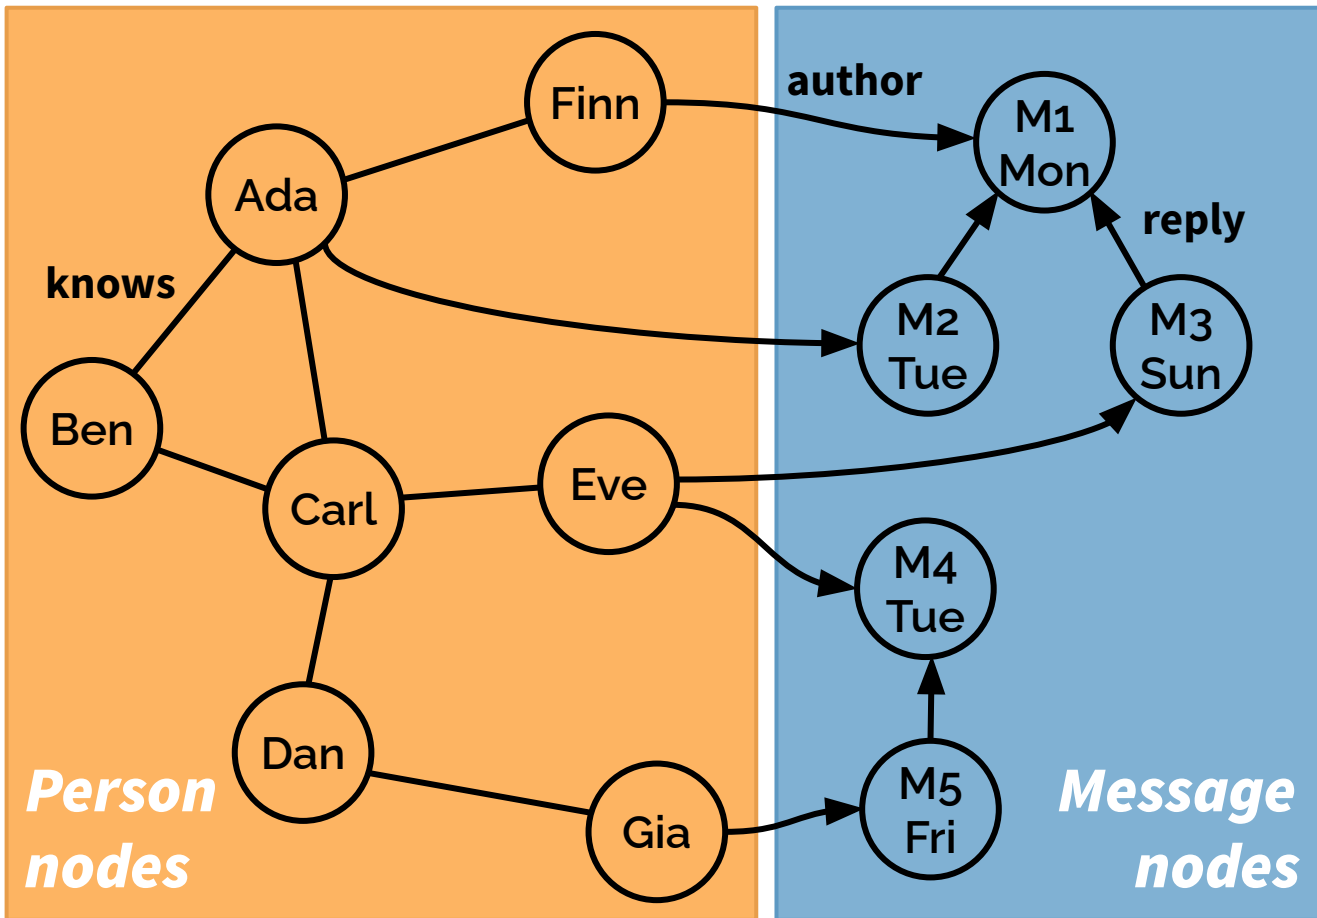 Finn
author
M1
Mon
Ada
reply
knows
M2
Tue
M3
Sun
Ben
Carl
Eve
M4
Tue
Dan
Gia
M5
Fri
Person
nodes
Message
nodes